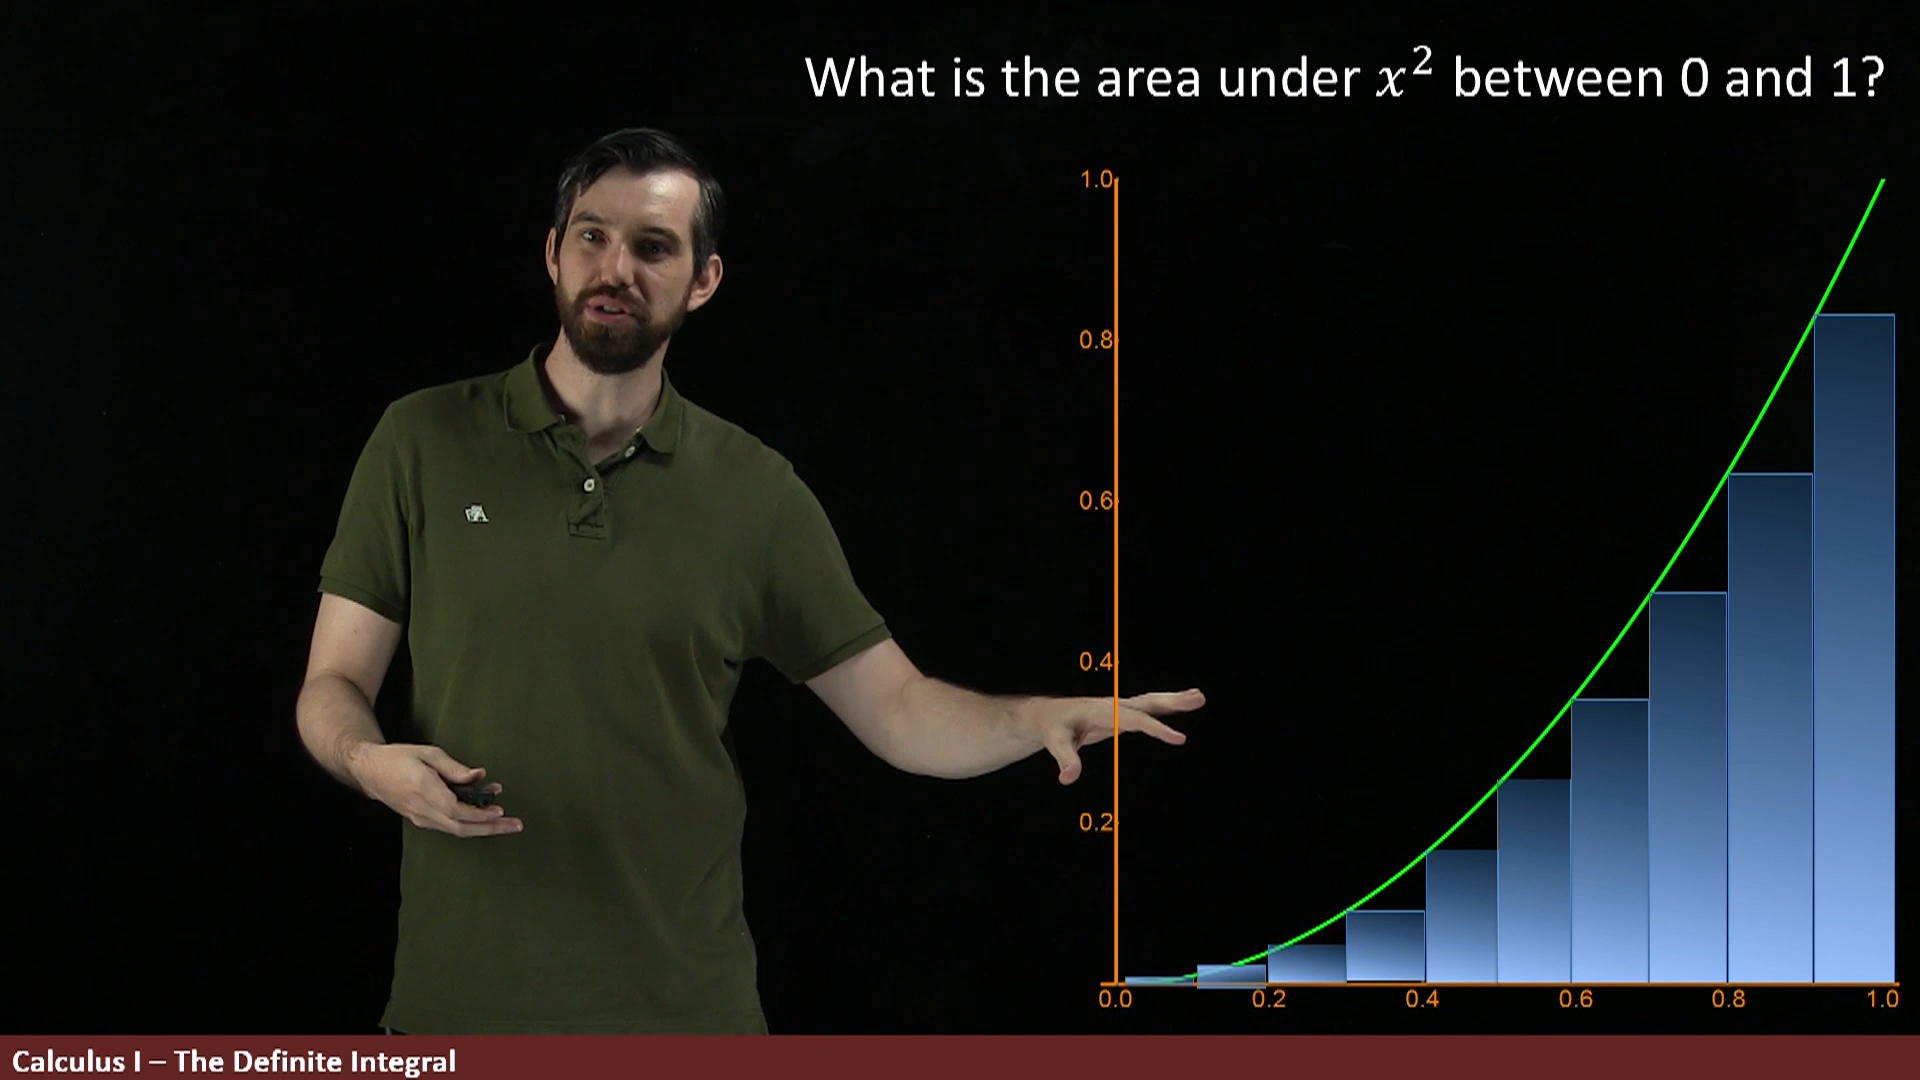 What is the area under x² between 0 and 1?
1.0
0.8
0.6
0.4
0.2
0.0 0.2 0.4 0.6 0.8 1.0
Calculus I – The Definite Integral